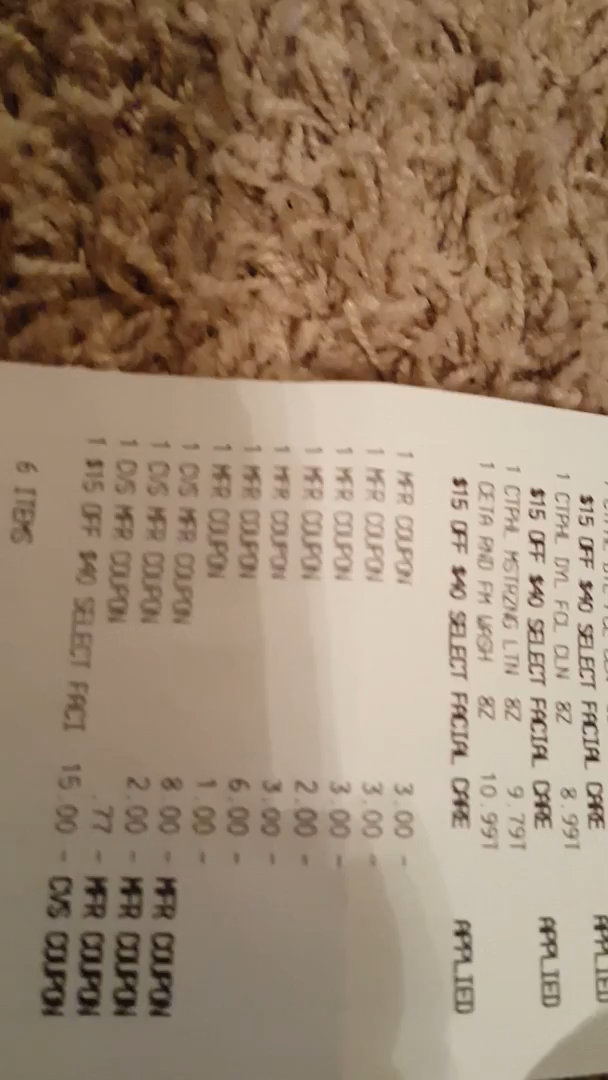 $15 OFF $40 SELECT FACIAL CARE APPLIED
1 CTPHL DYL FCL CLN 8Z 8.99T
$15 OFF $40 SELECT FACIAL CARE APPLIED
1 CTPHL MSTRZNG LTN 8Z 9.79T
1 CETA RND FM WASH 8Z 10.99T
$15 OFF $40 SELECT FACIAL CARE APPLIED
1 MFR COUPON 3.00 -
1 MFR COUPON 3.00 -
1 MFR COUPON 3.00 -
1 MFR COUPON 2.00 -
1 MFR COUPON 3.00 -
1 MFR COUPON 6.00 -
1 MFR COUPON 1.00 -
1 CVS MFR COUPON 8.00 - MFR COUPON
1 CVS MFR COUPON 2.00 - MFR COUPON
1 CVS MFR COUPON .77 - MFR COUPON
1 $15 OFF $40 SELECT FACI 15.00 - CVS COUPON
6 ITEMS